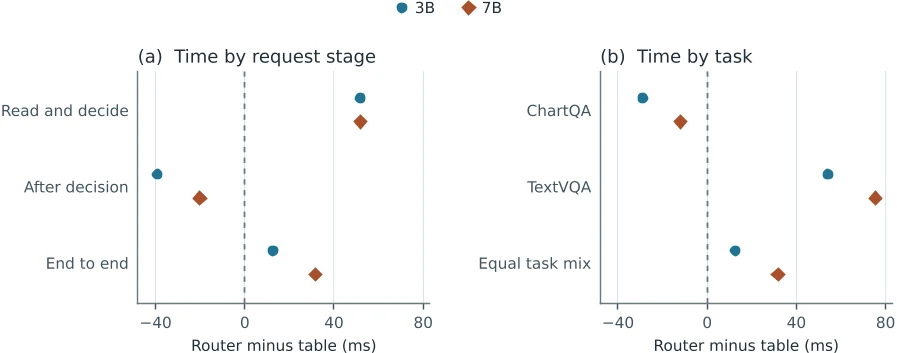 3B 7B
(a) Time by request stage
Read and decide
After decision
End to end
−40 0 40 80
Router minus table (ms)
(b) Time by task
ChartQA
TextVQA
Equal task mix
−40 0 40 80
Router minus table (ms)